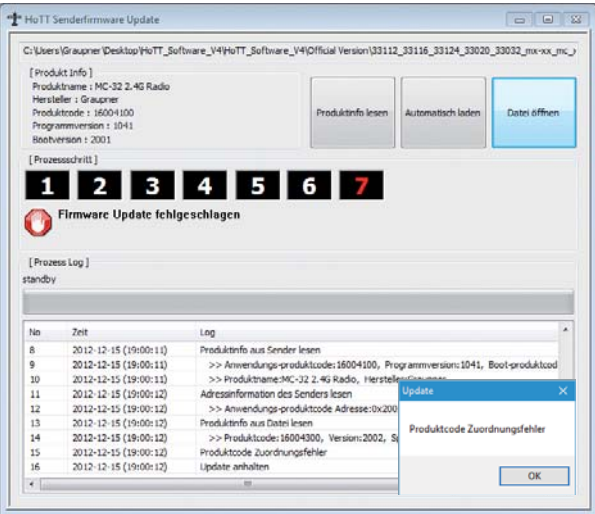 HoTT Senderfirmware Update
C:\Users\Graupner\Desktop\HoTT_Software_V4\HoTT_Software_V4\Official Version\33112_33116_33124_33020_33032_mx-xx_mc_
[ Produkt Info ]
Produktname : MC-32 2.4G Radio
Hersteller : Graupner
Produktcode : 16004100
Programmversion : 1041
Bootversion : 2001
Produktinfo lesen
Automatisch laden
Datei öffnen
[ Prozessschritt ]
1 2 3 4 5 6 7
Firmware Update fehlgeschlagen
[ Prozess Log ]
standby
No Zeit Log
8 2012-12-15 (19:00:11) Produktinfo aus Sender lesen
9 2012-12-15 (19:00:11) >> Anwendungs-produktcode:16004100, Programmversion:1041, Boot-produktcod
10 2012-12-15 (19:00:11) >> Produktname:MC-32 2.4G Radio, Hersteller:Graupner
11 2012-12-15 (19:00:12) Adressinformation des Senders lesen
12 2012-12-15 (19:00:12) >> Anwendungs-produktcode Adresse:0x200
13 2012-12-15 (19:00:12) Produktinfo aus Datei lesen
14 2012-12-15 (19:00:12) >> Produktcode:16004300, Version:2002, Sp
15 2012-12-15 (19:00:12) Produktcode Zuordnungsfehler
16 2012-12-15 (19:00:12) Update anhalten
Update
Produktcode Zuordnungsfehler
OK